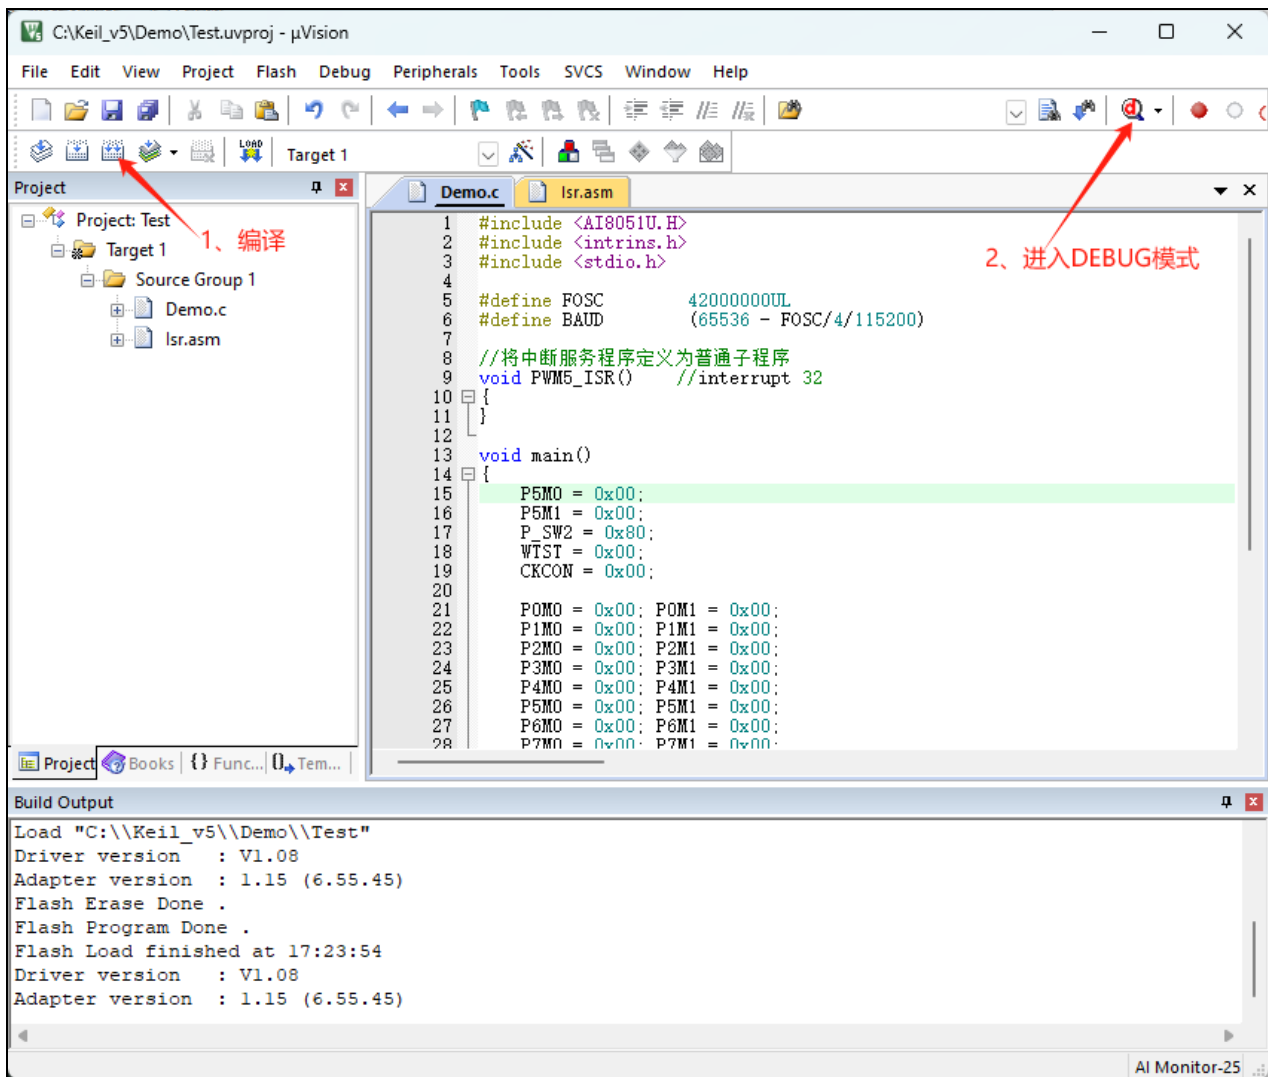 C:\Keil_v5\Demo\Test.uvproj - µVision
File Edit View Project Flash Debug Peripherals Tools SVCS Window Help
LOAD
Target 1
Project
Project: Test
Target 1
Source Group 1
Demo.c
Isr.asm
1、编译
2、进入DEBUG模式
Demo.c Isr.asm
1 #include <AI8051U.H>
2 #include <intrins.h>
3 #include <stdio.h>
4
5 #define FOSC 42000000UL
6 #define BAUD (65536 - FOSC/4/115200)
7
8 //将中断服务程序定义为普通子程序
9 void PWM5_ISR() //interrupt 32
10 {
11 }
12
13 void main()
14 {
15 P5M0 = 0x00;
16 P5M1 = 0x00;
17 P_SW2 = 0x80;
18 WTST = 0x00;
19 CKCON = 0x00;
20
21 P0M0 = 0x00; P0M1 = 0x00;
22 P1M0 = 0x00; P1M1 = 0x00;
23 P2M0 = 0x00; P2M1 = 0x00;
24 P3M0 = 0x00; P3M1 = 0x00;
25 P4M0 = 0x00; P4M1 = 0x00;
26 P5M0 = 0x00; P5M1 = 0x00;
27 P6M0 = 0x00; P6M1 = 0x00;
28 P7M0 = 0x00; P7M1 = 0x00;
Project Books {} Func... Tem...
Build Output
Load "C:\\Keil_v5\\Demo\\Test"
Driver version : V1.08
Adapter version : 1.15 (6.55.45)
Flash Erase Done .
Flash Program Done .
Flash Load finished at 17:23:54
Driver version : V1.08
Adapter version : 1.15 (6.55.45)
AI Monitor-25